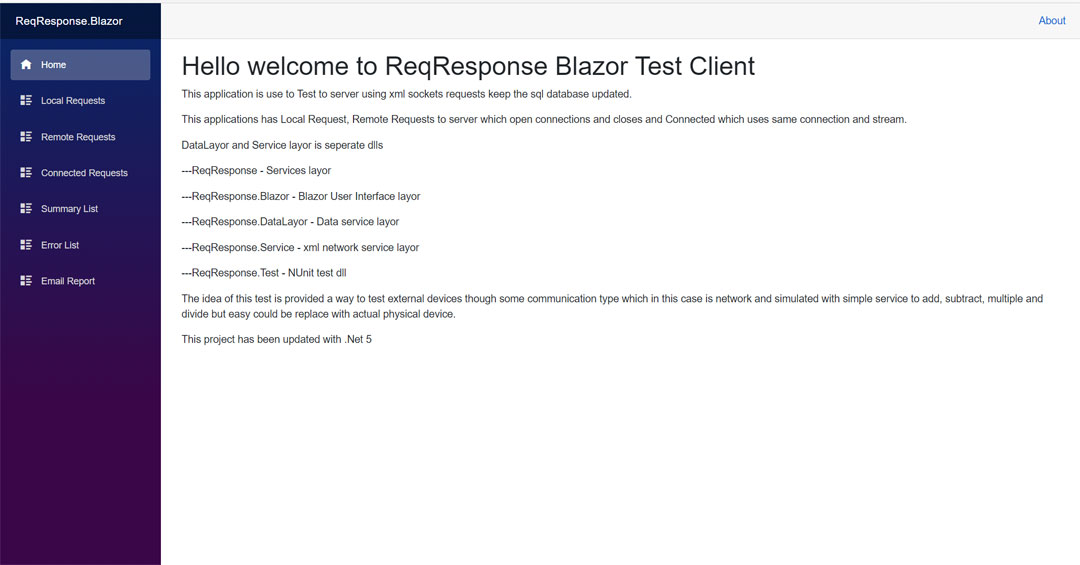 ReqResponse.Blazor
About
Home
Local Requests
Remote Requests
Connected Requests
Summary List
Error List
Email Report
Hello welcome to ReqResponse Blazor Test Client
This application is use to Test to server using xml sockets requests keep the sql database updated.
This applications has Local Request, Remote Requests to server which open connections and closes and Connected which uses same connection and stream.
DataLayor and Service layor is seperate dlls
---ReqResponse - Services layor
---ReqResponse.Blazor - Blazor User Interface layor
---ReqResponse.DataLayor - Data service layor
---ReqResponse.Service - xml network service layor
---ReqResponse.Test - NUnit test dll
The idea of this test is provided a way to test external devices though some communication type which in this case is network and simulated with simple service to add, subtract, multiple and
divide but easy could be replace with actual physical device.
This project has been updated with .Net 5